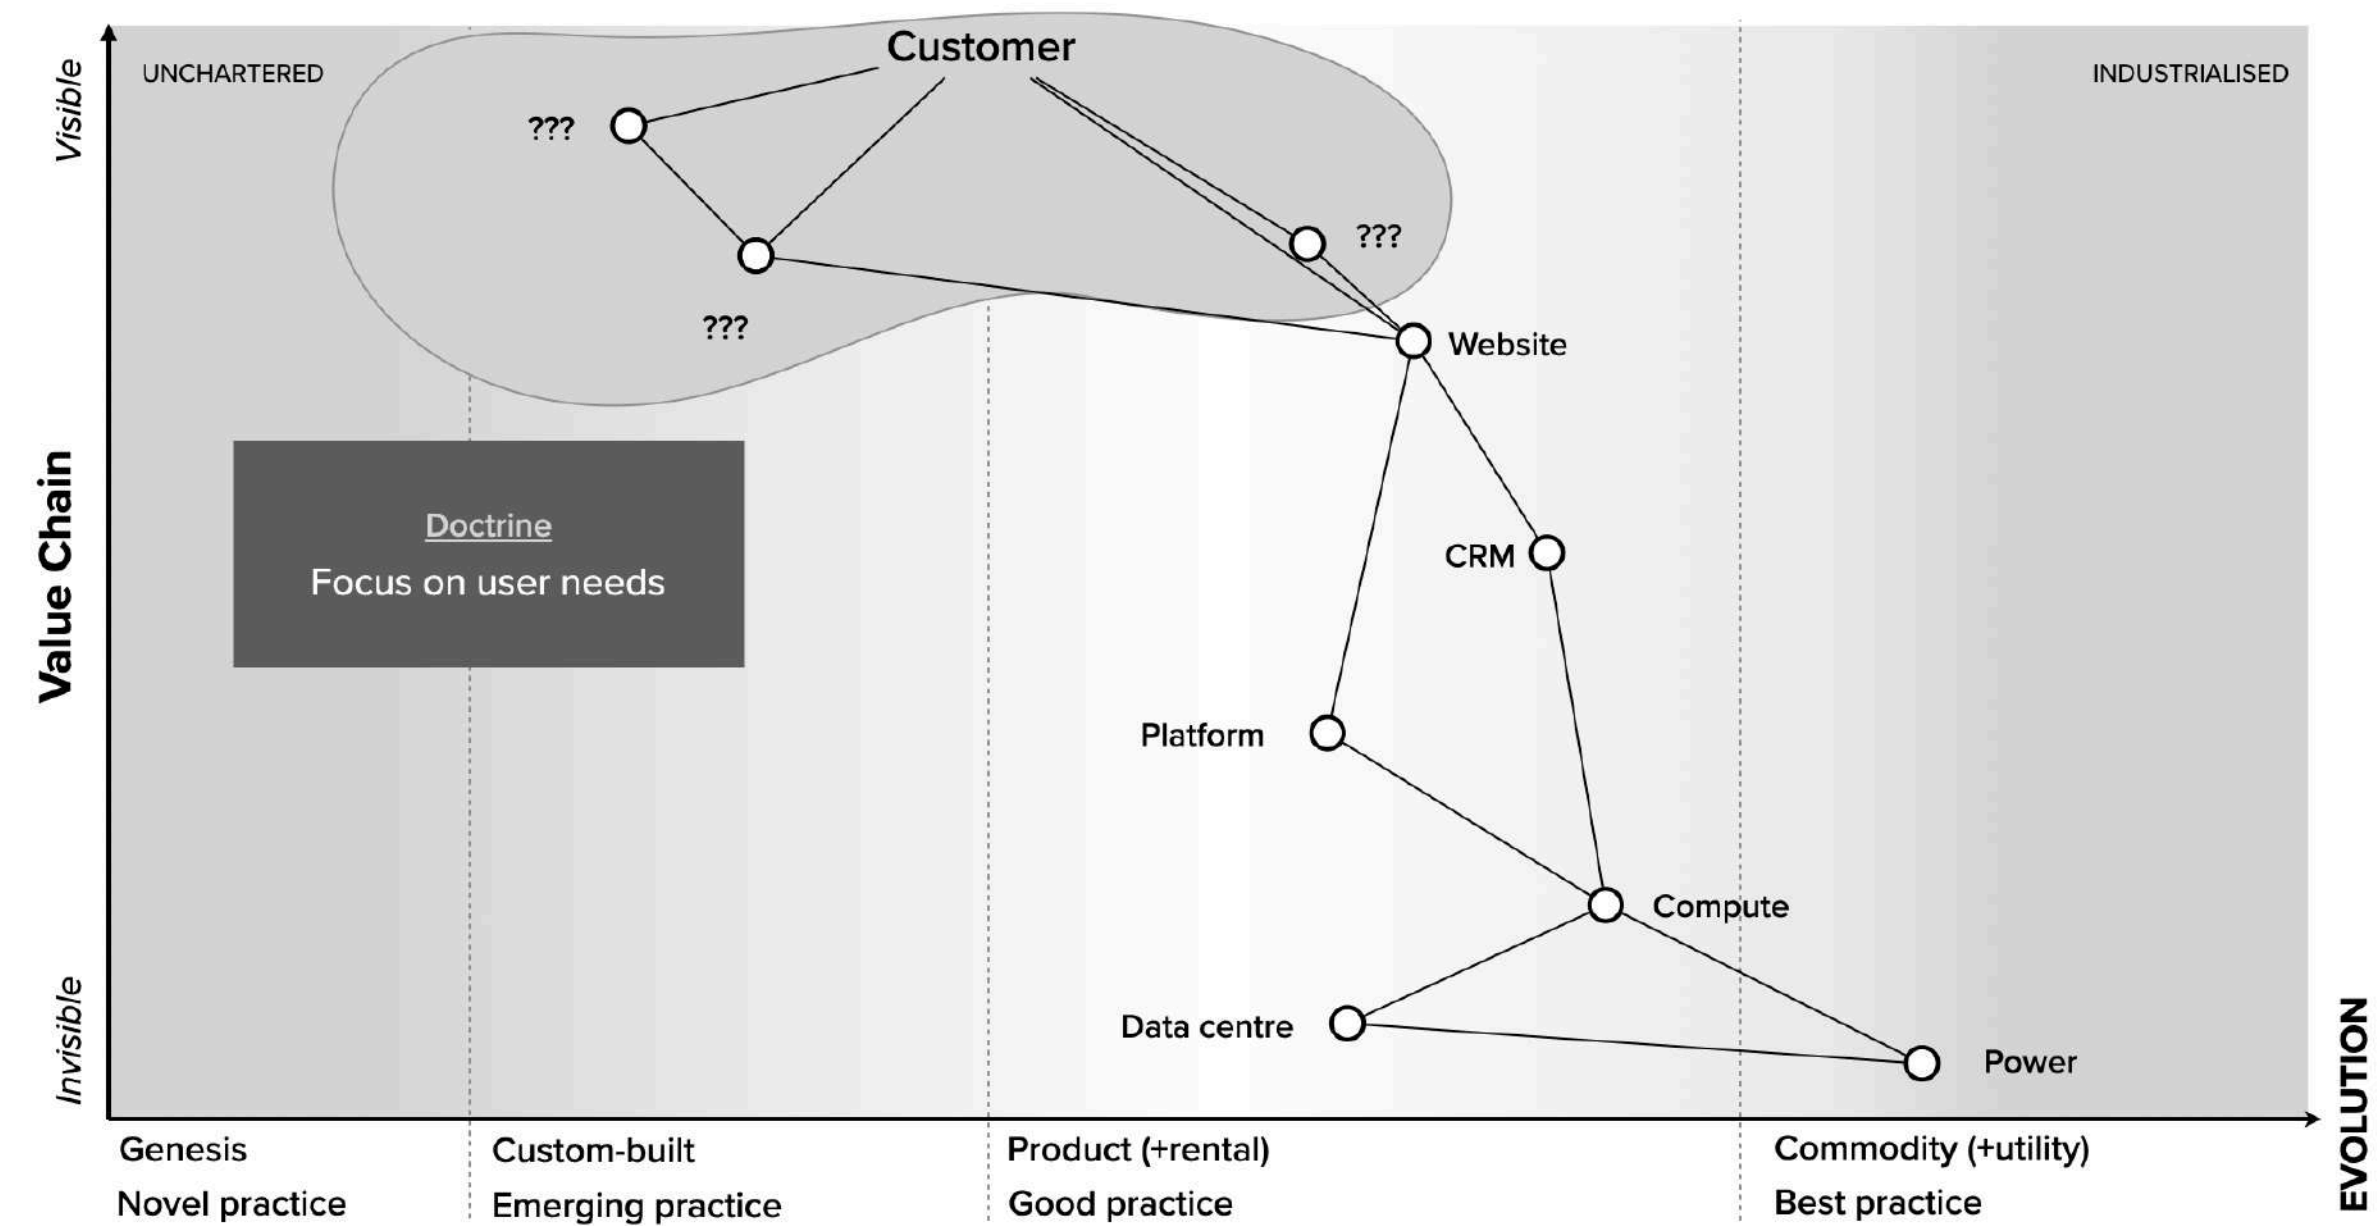 Customer
UNCHARTERED
INDUSTRIALISED
Visible
???
???
???
Website
Value Chain
Doctrine
Focus on user needs
CRM
Platform
Compute
Invisible
Data centre
Power
EVOLUTION
Genesis
Custom-built
Product (+rental)
Commodity (+utility)
Novel practice
Emerging practice
Good practice
Best practice